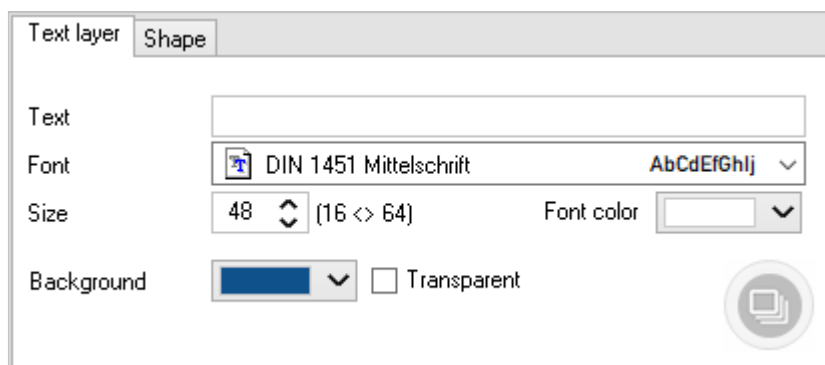 Text layer Shape
Text
Font DIN 1451 Mittelschrift AbCdEfGhIj
Size 48 (16 <> 64) Font color
Background Transparent